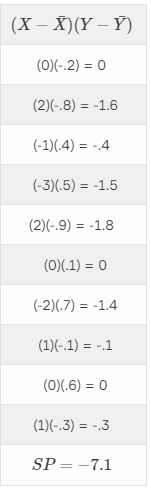 (X − X̄)(Y − Ȳ)
(0)(-.2) = 0
(2)(-.8) = -1.6
(-1)(.4) = -.4
(-3)(.5) = -1.5
(2)(-.9) = -1.8
(0)(.1) = 0
(-2)(.7) = -1.4
(1)(-.1) = -.1
(0)(.6) = 0
(1)(-.3) = -.3
SP = −7.1